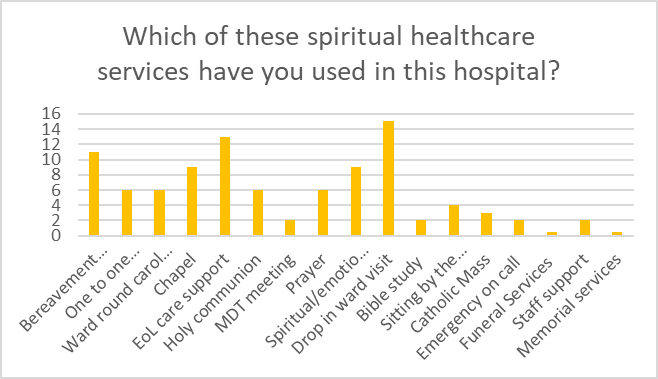 Which of these spiritual healthcare
services have you used in this hospital?
16
14
12
10
8
6
4
2
0
Bereavement...
One to one...
Ward round carol...
Chapel
EoL care support
Holy communion
MDT meeting
Prayer
Spiritual/emotio...
Drop in ward visit
Bible study
Sitting by the...
Catholic Mass
Emergency on call
Funeral Services
Staff support
Memorial services